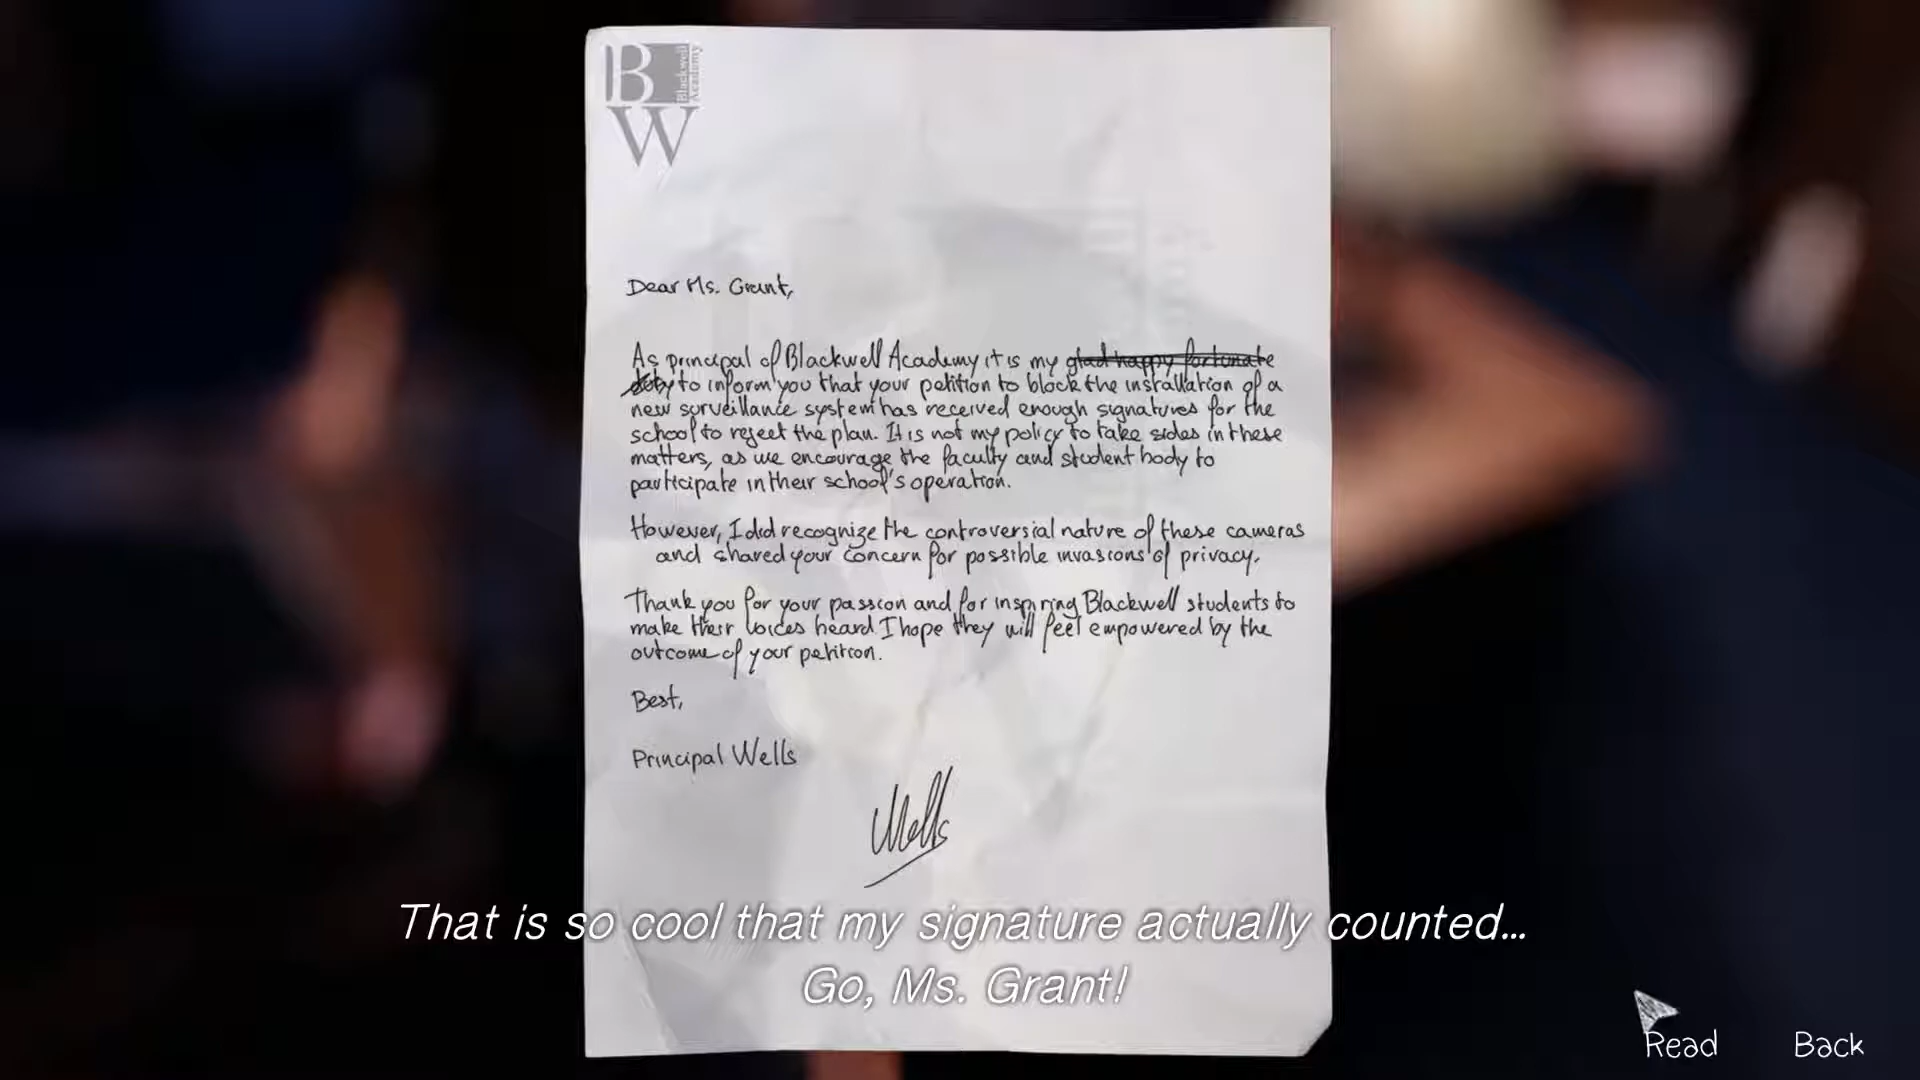 B
Blackwell
Academy
W
Dear Ms. Grant,
As principal of Blackwell Academy it is my glad happy fortunate
duty to inform you that your petition to block the installation of a
new surveillance system has received enough signatures for the
school to reject the plan. It is not my policy to take sides in these
matters, as we encourage the faculty and student body to
participate in their school's operation.
However, I did recognize the controversial nature of these cameras
and shared your concern for possible invasions of privacy.
Thank you for your passion and for inspiring Blackwell students to
make their voices heard I hope they will feel empowered by the
outcome of your petition.
Best,
Principal Wells
Wells
That is so cool that my signature actually counted...
Go, Ms. Grant!
Read Back